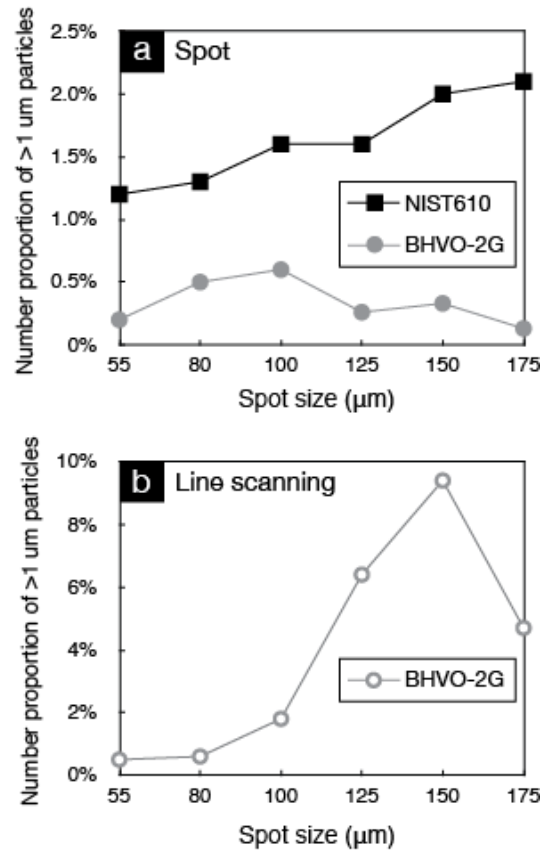 a Spot
Number proportion of >1 um particles
2.5%
2.0%
1.5%
1.0%
0.5%
0%
NIST610
BHVO-2G
55 80 100 125 150 175
Spot size (μm)
b Line scanning
Number proportion of >1 um particles
10%
8%
6%
4%
2%
0%
BHVO-2G
55 80 100 125 150 175
Spot size (μm)